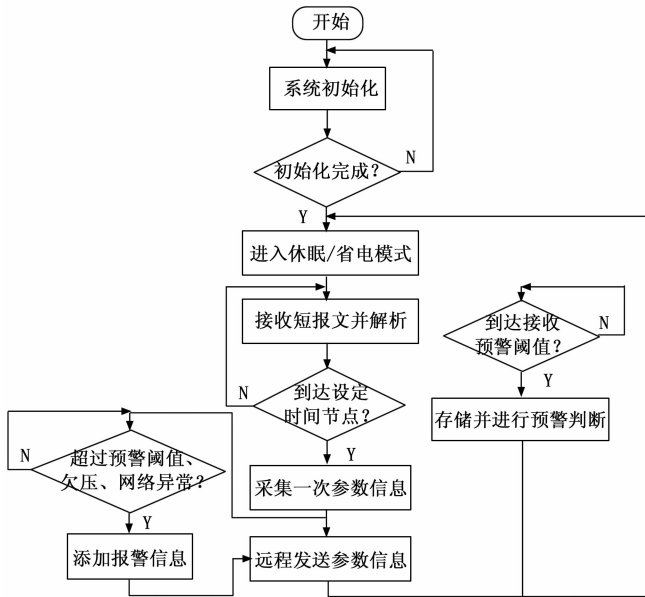 开始
系统初始化
初始化完成？
N
Y
进入休眠/省电模式
接收短报文并解析
到达接收
预警阈值？
N
到达设定
时间节点？
N
Y
存储并进行预警判断
超过预警阈值、
欠压、网络异常？
N
Y
采集一次参数信息
Y
添加报警信息
远程发送参数信息